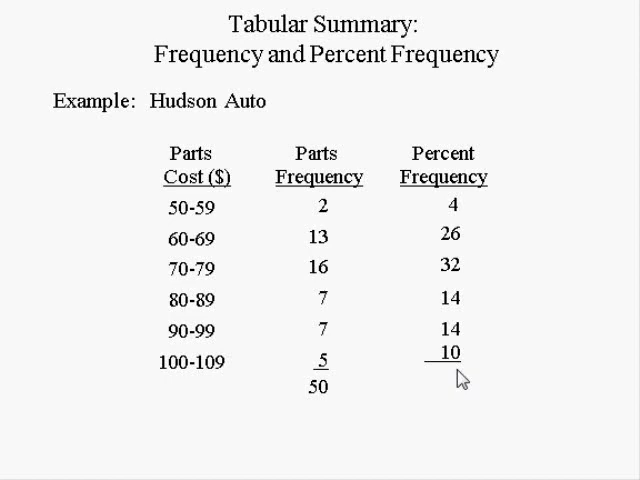 Tabular Summary:
Frequency and Percent Frequency
Example: Hudson Auto
Parts Parts Percent
Cost ($) Frequency Frequency
50-59 2 4
60-69 13 26
70-79 16 32
80-89 7 14
90-99 7 14
100-109 5 10
50